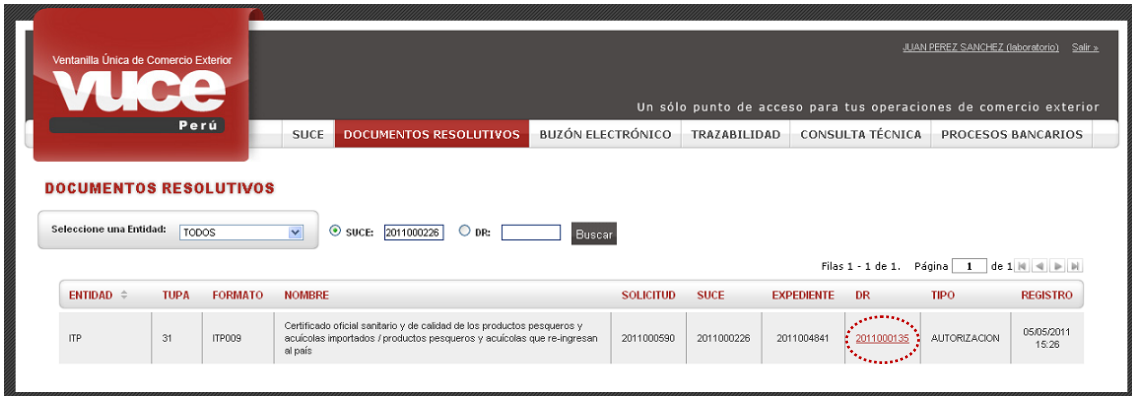 JUAN PEREZ SANCHEZ (laboratorio) Salir »
Ventanilla Única de Comercio Exterior
vuce
Perú
Un sólo punto de acceso para tus operaciones de comercio exterior
SUCE DOCUMENTOS RESOLUTIVOS BUZÓN ELECTRÓNICO TRAZABILIDAD CONSULTA TÉCNICA PROCESOS BANCARIOS
DOCUMENTOS RESOLUTIVOS
Seleccione una Entidad: TODOS SUCE: 2011000226 DR: Buscar
Filas 1 - 1 de 1. Página 1 de 1
ENTIDAD TUPA FORMATO NOMBRE SOLICITUD SUCE EXPEDIENTE DR TIPO REGISTRO
ITP 31 ITP009 Certificado oficial sanitario y de calidad de los productos pesqueros y
acuícolas importados / productos pesqueros y acuícolas que re-ingresan
al país 2011000590 2011000226 2011004841 2011000135 AUTORIZACION 05/05/2011
15:26